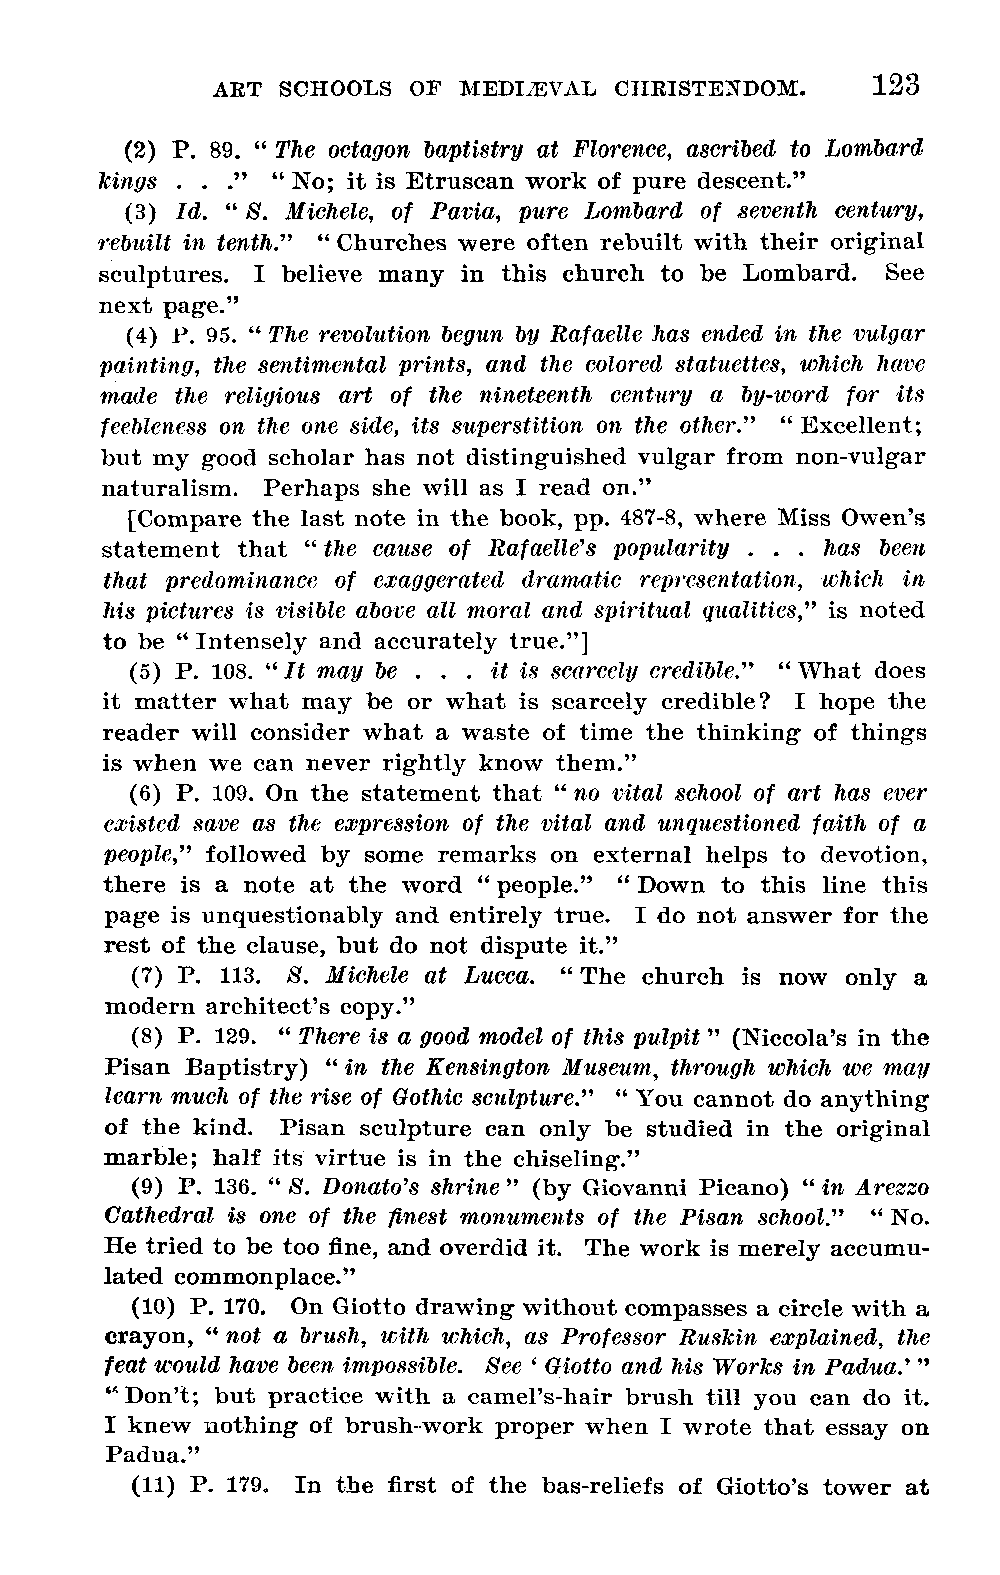 ART SCHOOLS OF MEDIÆVAL CHRISTENDOM. 123
(2) P. 89. “ The octagon baptistry at Florence, ascribed to Lombard
kings . . .” “ No; it is Etruscan work of pure descent.”
(3) Id. “ S. Michele, of Pavia, pure Lombard of seventh century,
rebuilt in tenth.” “ Churches were often rebuilt with their original
sculptures. I believe many in this church to be Lombard. See
next page.”
(4) P. 95. “ The revolution begun by Rafaelle has ended in the vulgar
painting, the sentimental prints, and the colored statuettes, which have
made the religious art of the nineteenth century a by-word for its
feebleness on the one side, its superstition on the other.” “ Excellent;
but my good scholar has not distinguished vulgar from non-vulgar
naturalism. Perhaps she will as I read on.”
[Compare the last note in the book, pp. 487-8, where Miss Owen’s
statement that “ the cause of Rafaelle’s popularity . . . has been
that predominance of exaggerated dramatic representation, which in
his pictures is visible above all moral and spiritual qualities,” is noted
to be “ Intensely and accurately true.”]
(5) P. 108. “ It may be . . . it is scarcely credible.” “ What does
it matter what may be or what is scarcely credible? I hope the
reader will consider what a waste of time the thinking of things
is when we can never rightly know them.”
(6) P. 109. On the statement that “ no vital school of art has ever
existed save as the expression of the vital and unquestioned faith of a
people,” followed by some remarks on external helps to devotion,
there is a note at the word “ people.” “ Down to this line this
page is unquestionably and entirely true. I do not answer for the
rest of the clause, but do not dispute it.”
(7) P. 113. S. Michele at Lucca. “ The church is now only a
modern architect’s copy.”
(8) P. 129. “ There is a good model of this pulpit ” (Niccola’s in the
Pisan Baptistry) “ in the Kensington Museum, through which we may
learn much of the rise of Gothic sculpture.” “ You cannot do anything
of the kind. Pisan sculpture can only be studied in the original
marble; half its virtue is in the chiseling.”
(9) P. 136. “ S. Donato’s shrine ” (by Giovanni Picano) “ in Arezzo
Cathedral is one of the finest monuments of the Pisan school.” “ No.
He tried to be too fine, and overdid it. The work is merely accumu-
lated commonplace.”
(10) P. 170. On Giotto drawing without compasses a circle with a
crayon, “ not a brush, with which, as Professor Ruskin explained, the
feat would have been impossible. See ‘ Giotto and his Works in Padua.’ ”
“ Don’t; but practice with a camel’s-hair brush till you can do it.
I knew nothing of brush-work proper when I wrote that essay on
Padua.”
(11) P. 179. In the first of the bas-reliefs of Giotto’s tower at